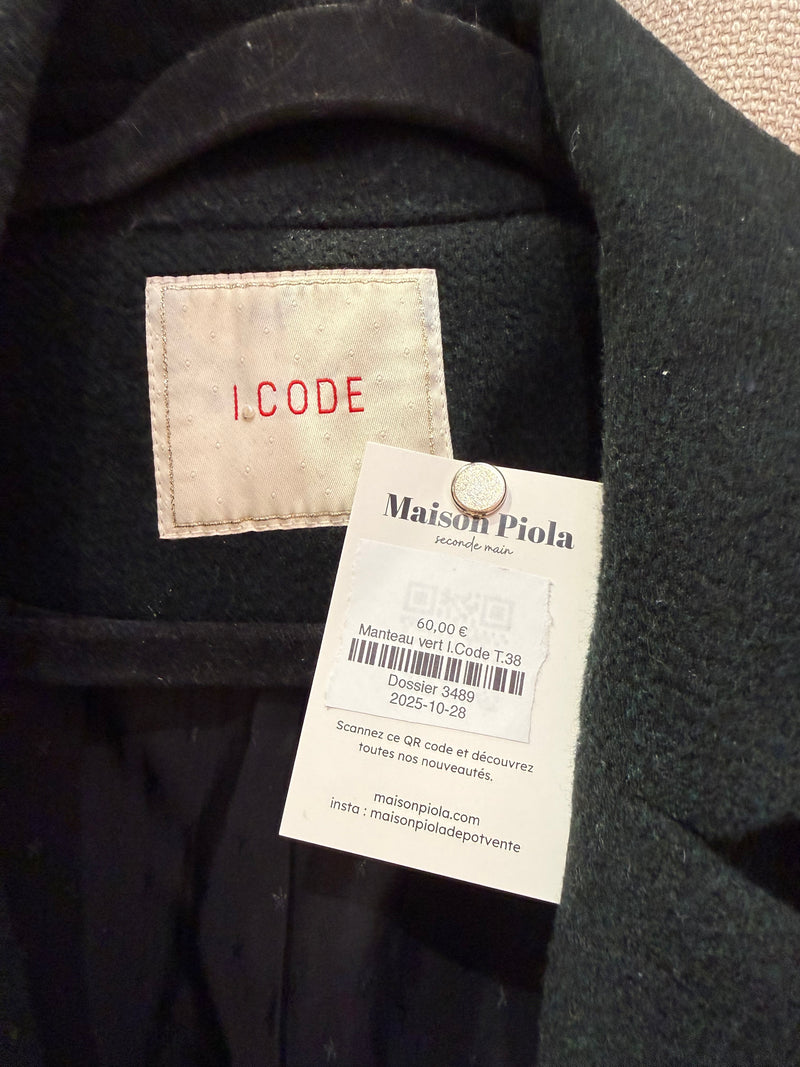 I.CODE
Maison Piola
seconde main
60,00 €
Manteau vert I.Code T.38
Dossier 3489
2025-10-28
Scannez ce QR code et découvrez
toutes nos nouveautés.
maisonpiola.com
insta : maisonpioladepotvente